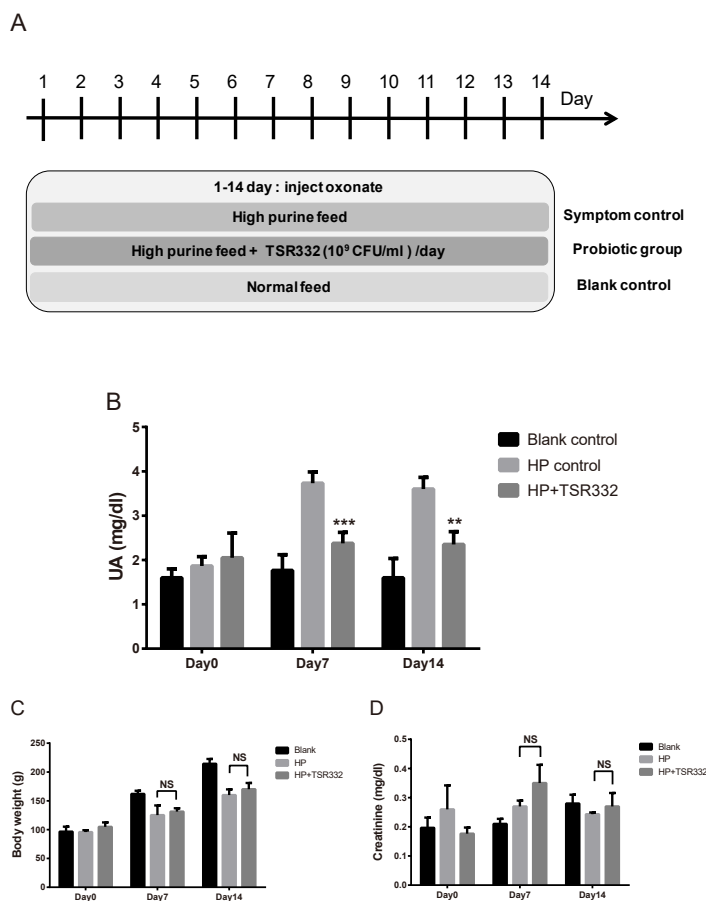 A
1 2 3 4 5 6 7 8 9 10 11 12 13 14 Day
1-14 day : inject oxonate
High purine feed Symptom control
High purine feed + TSR332 (10⁹ CFU/ml ) /day Probiotic group
Normal feed Blank control
B
UA (mg/dl)
5
4
3
2
1
0
*** **
Day0 Day7 Day14
Blank control
HP control
HP+TSR332
C
Body weight (g)
250
200
150
100
50
0
NS NS
Day0 Day7 Day14
Blank
HP
HP+TSR332
D
Creatinine (mg/dl)
0.5
0.4
0.3
0.2
0.1
0.0
NS NS
Day0 Day7 Day14
Blank
HP
HP+TSR332